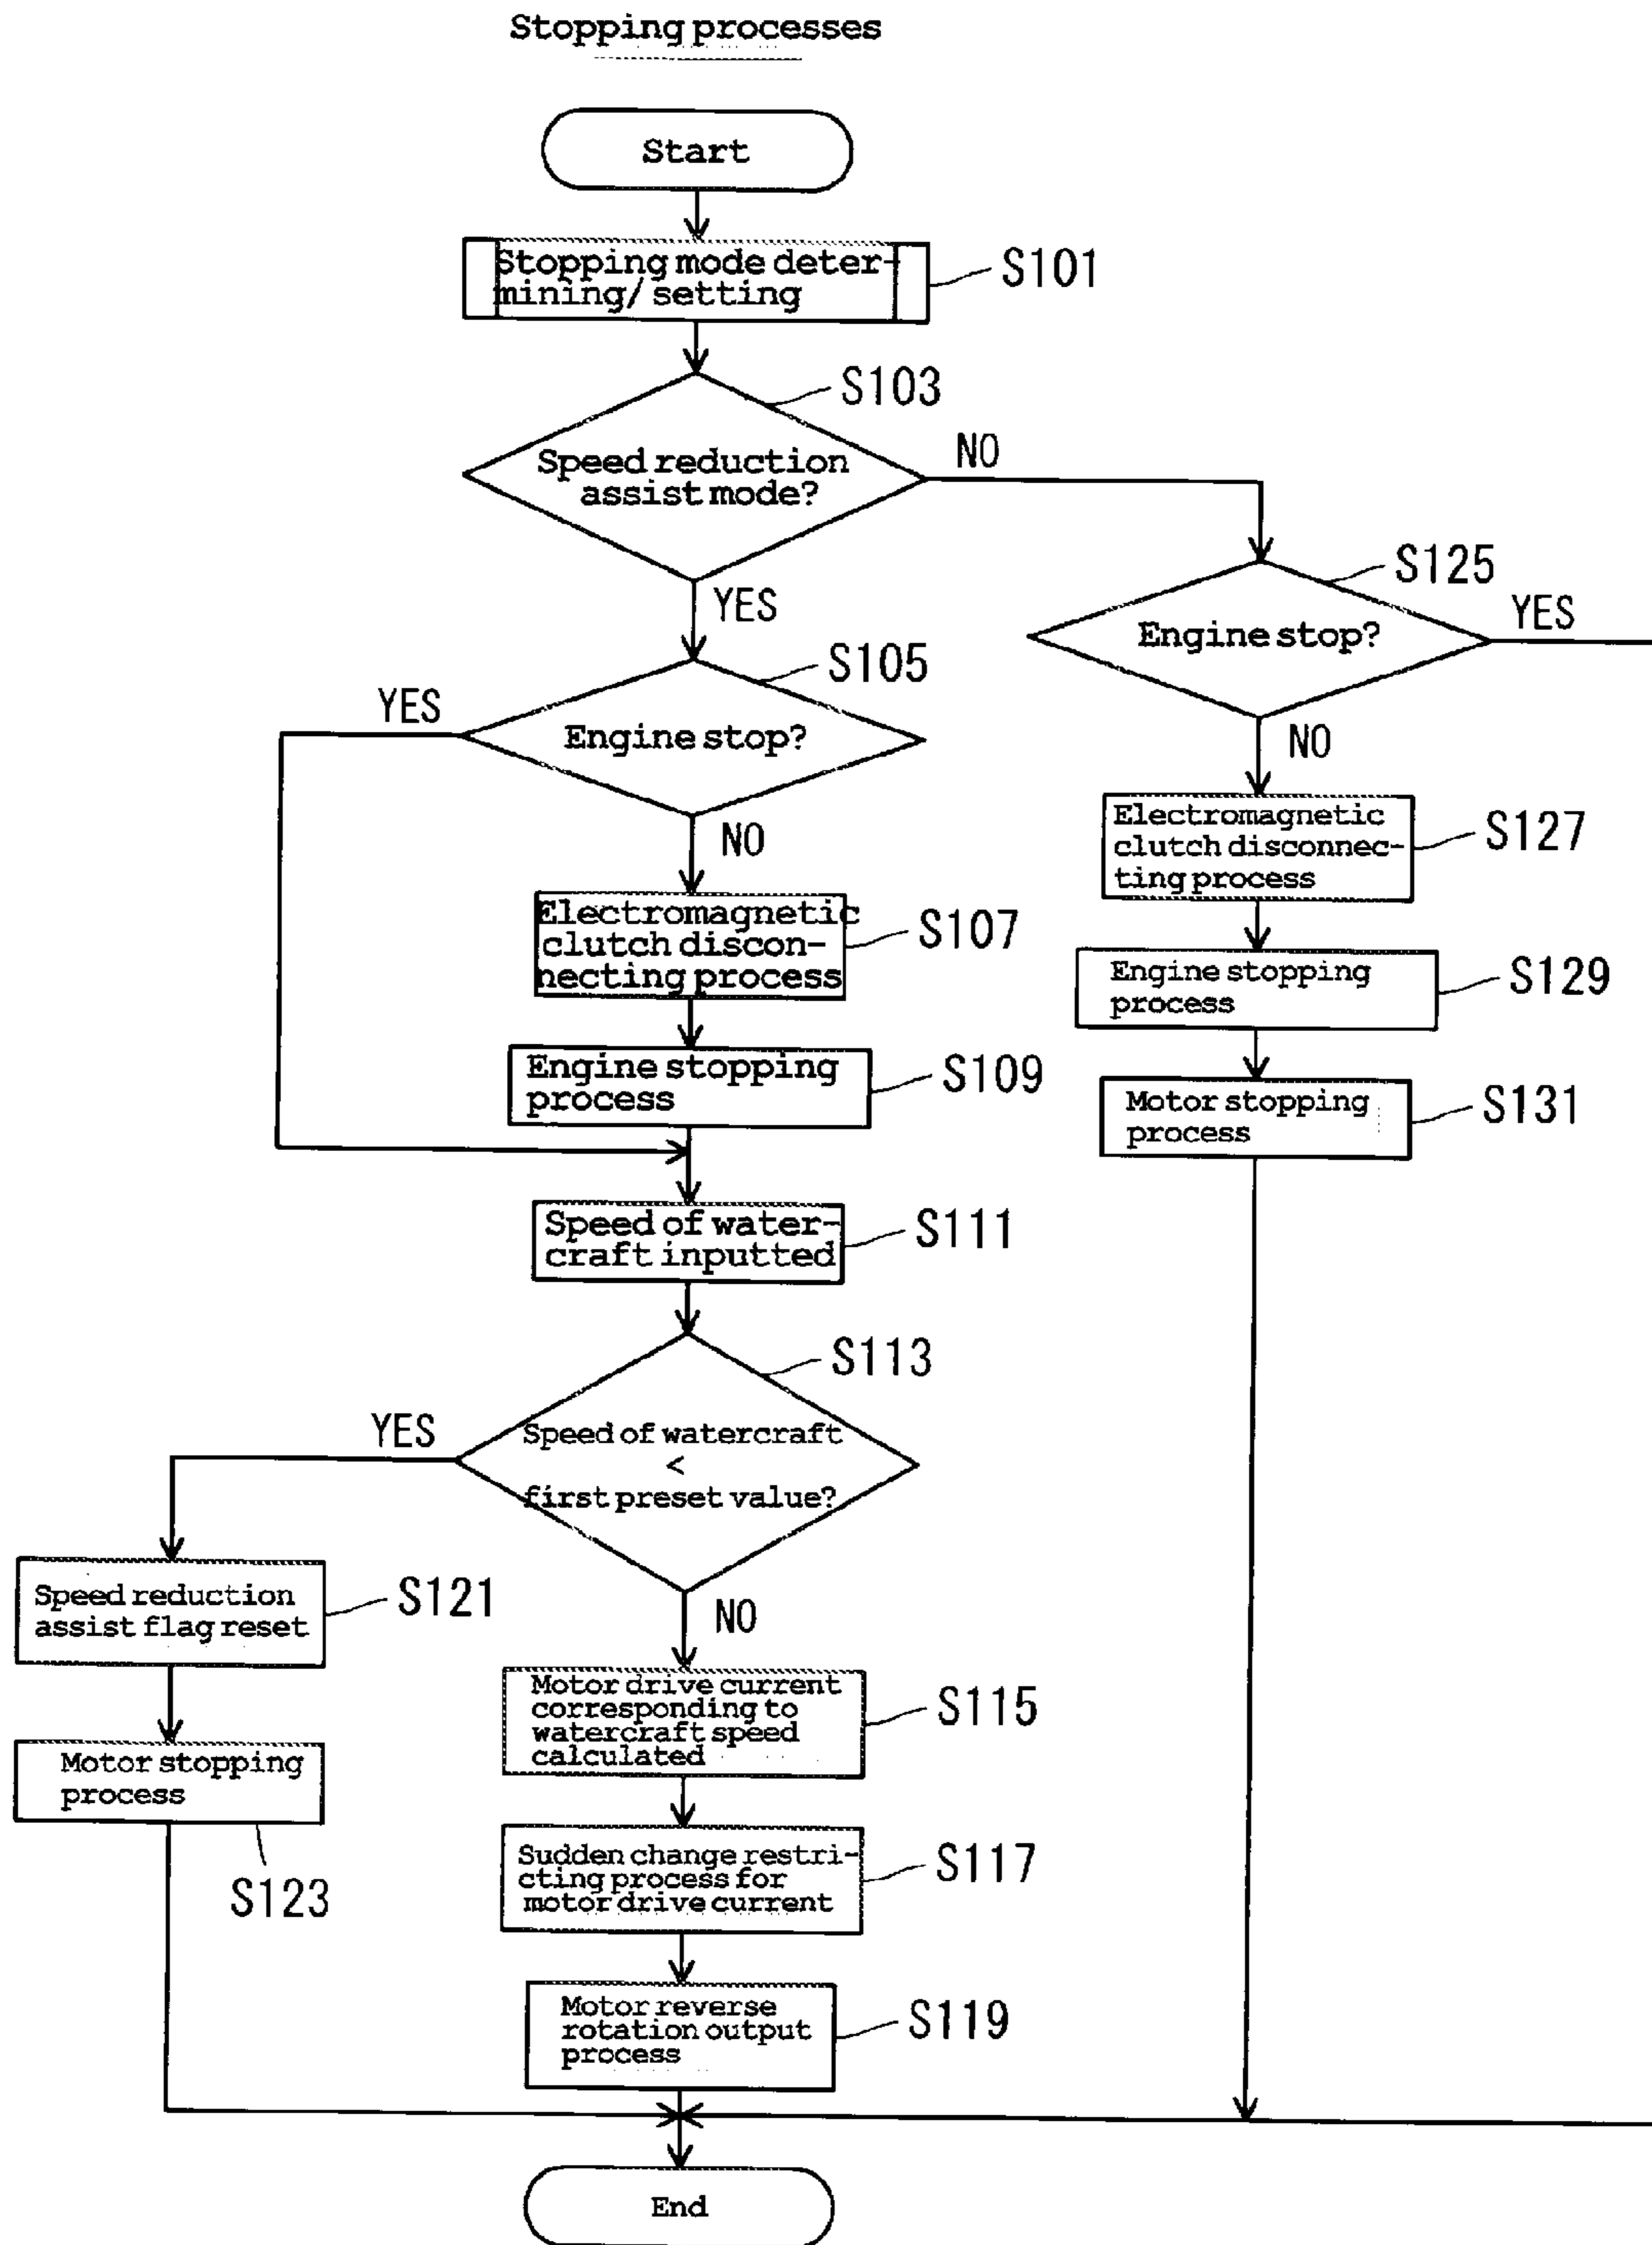 Stopping processes
Start
Stopping mode deter-
mining/setting
S101
S103
Speed reduction
assist mode?
NO
YES
S125
Engine stop?
YES
NO
S105
Engine stop?
YES
NO
Electromagnetic
clutch disconnec-
ting process
S127
Electromagnetic
clutch discon-
necting process
S107
Engine stopping
process
S129
Engine stopping
process
S109
Motor stopping
process
S131
Speed of water-
craft inputted
S111
S113
Speed of watercraft
<
first preset value?
YES
NO
Speed reduction
assist flag reset
S121
Motor drive current
corresponding to
watercraft speed
calculated
S115
Motor stopping
process
S123
Sudden change restri-
cting process for
motor drive current
S117
Motor reverse
rotation output
process
S119
End